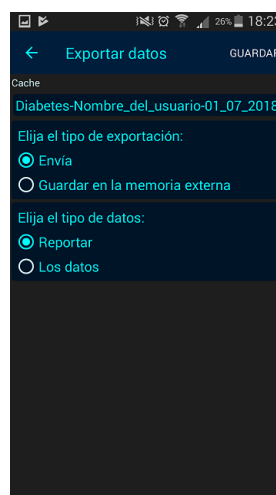 26% 18:23
Exportar datos GUARDAR
Cache
Diabetes-Nombre_del_usuario-01_07_2018
Elija el tipo de exportación:
Envía
Guardar en la memoria externa
Elija el tipo de datos:
Reportar
Los datos